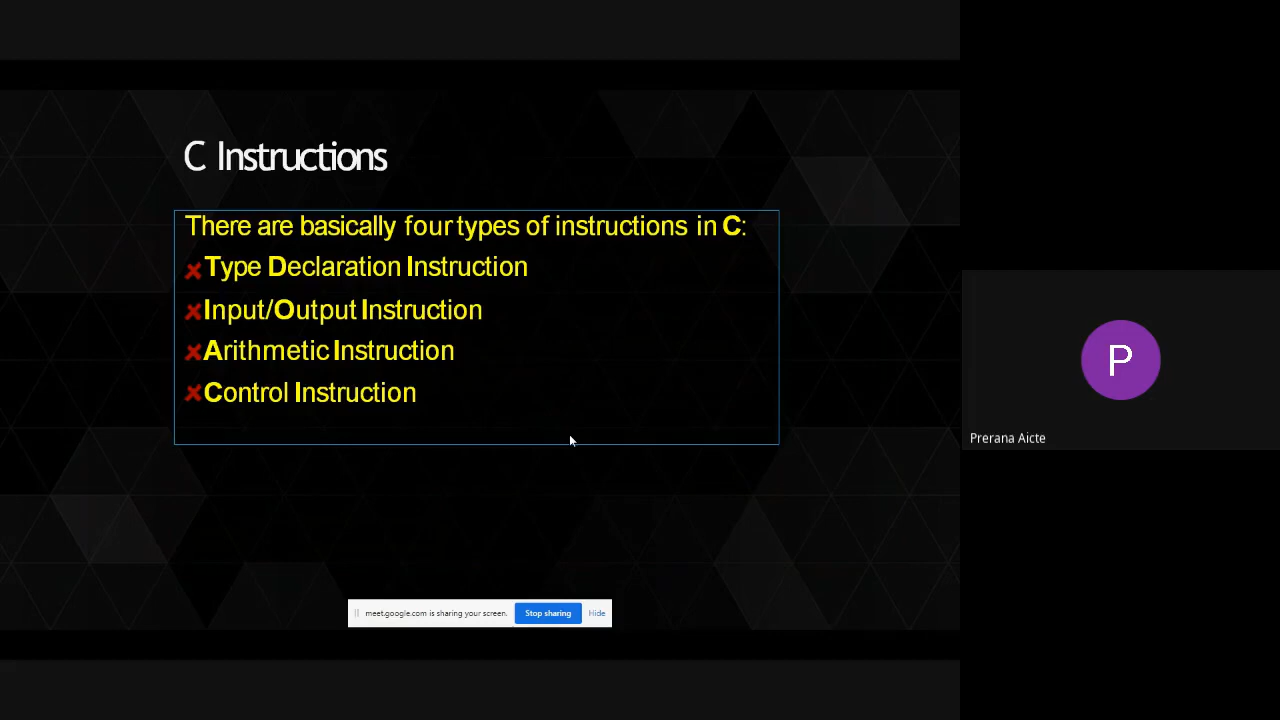 C Instructions
There are basically four types of instructions in C:
Type Declaration Instruction
Input/Output Instruction
Arithmetic Instruction
Control Instruction
P
Prerana Aicte
meet.google.com is sharing your screen. Stop sharing Hide